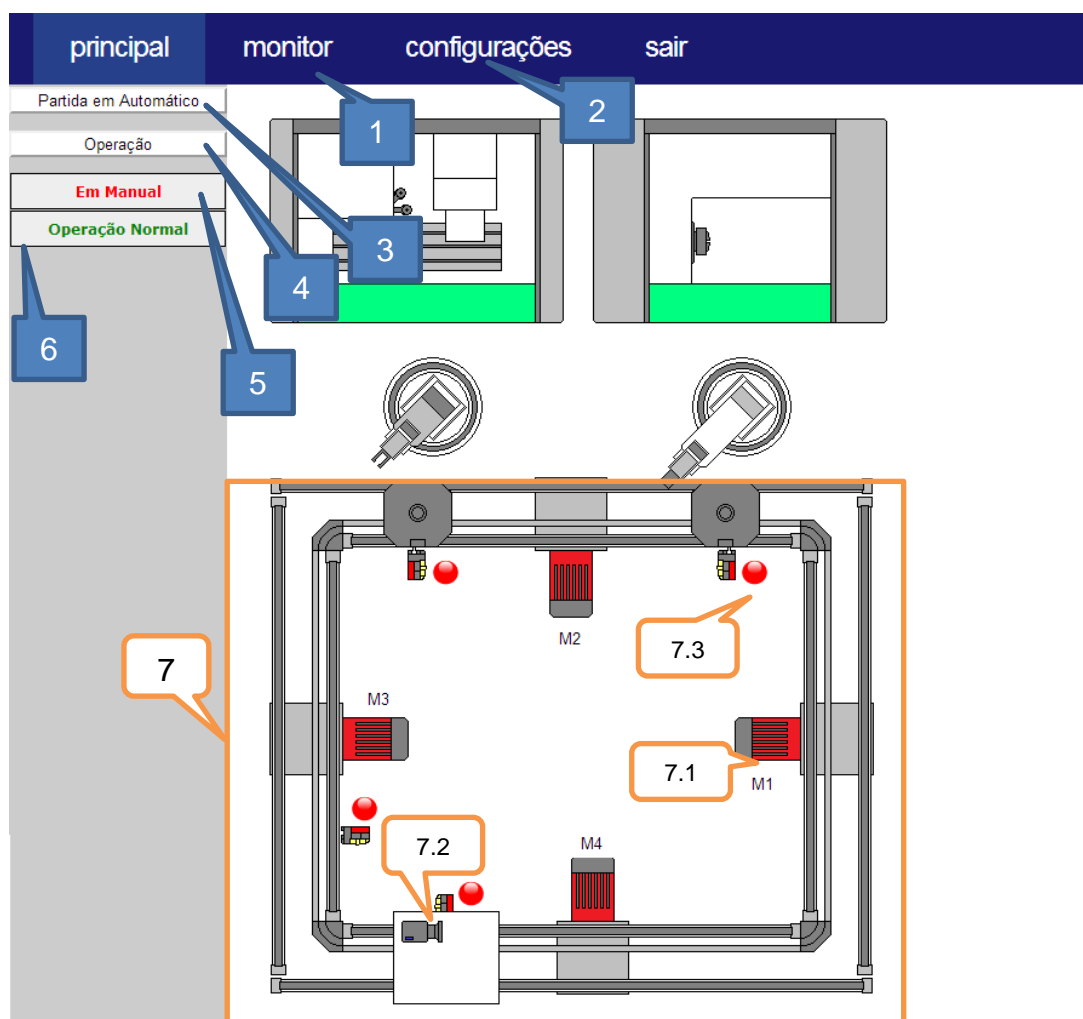 principal monitor configurações sair
Partida em Automático
1
2
Operação
Em Manual
Operação Normal
3
4
6
5
M2
7.3
7
M3
7.1
M1
7.2
M4